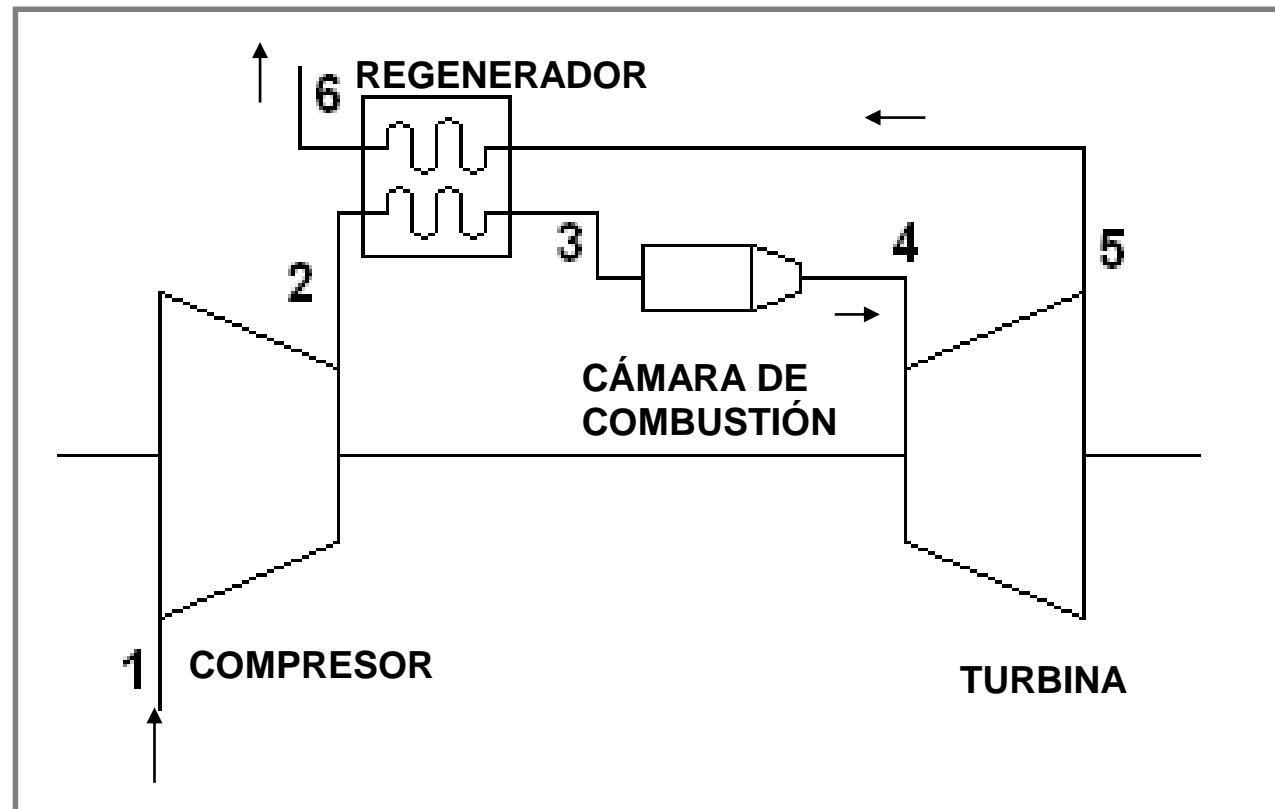 REGENERADOR
6
2
3
4
5
CÁMARA DE
COMBUSTIÓN
1
COMPRESOR
TURBINA